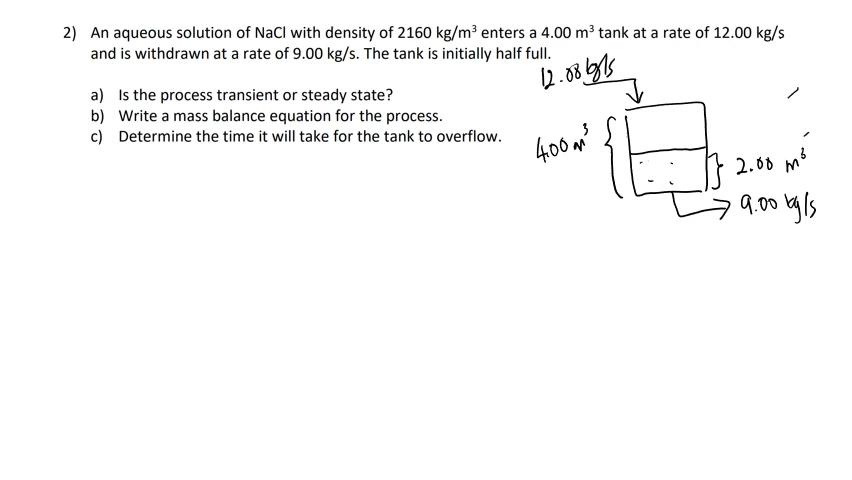 2) An aqueous solution of NaCl with density of 2160 kg/m³ enters a 4.00 m³ tank at a rate of 12.00 kg/s
and is withdrawn at a rate of 9.00 kg/s. The tank is initially half full.
12.00 kg/s
a) Is the process transient or steady state?
b) Write a mass balance equation for the process.
c) Determine the time it will take for the tank to overflow.
4.00 m³
2.00 m³
9.00 kg/s